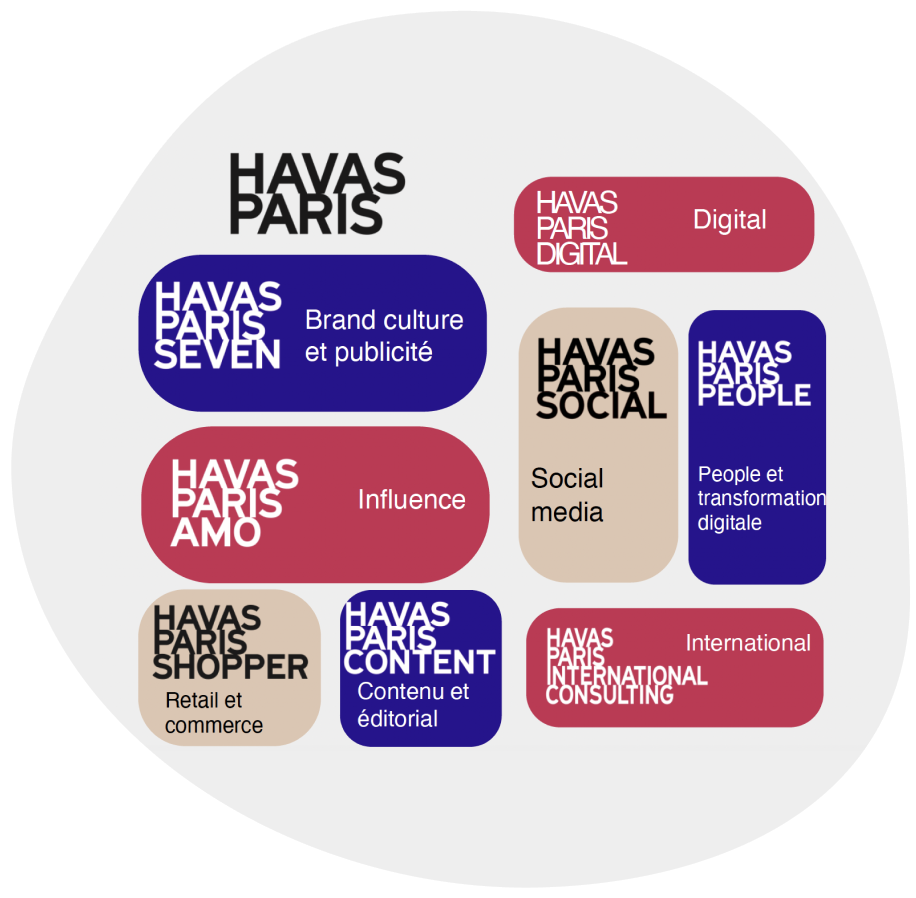 HAVAS
PARIS
HAVAS
PARIS
SEVEN
Brand culture
et publicité
HAVAS
PARIS
AMO
Influence
HAVAS
PARIS
SHOPPER
Retail et
commerce
HAVAS
PARIS
CONTENT
Contenu et
éditorial
HAVAS
PARIS
DIGITAL
Digital
HAVAS
PARIS
SOCIAL
Social
media
HAVAS
PARIS
PEOPLE
People et
transformation
digitale
HAVAS
PARIS
INTERNATIONAL
CONSULTING
International